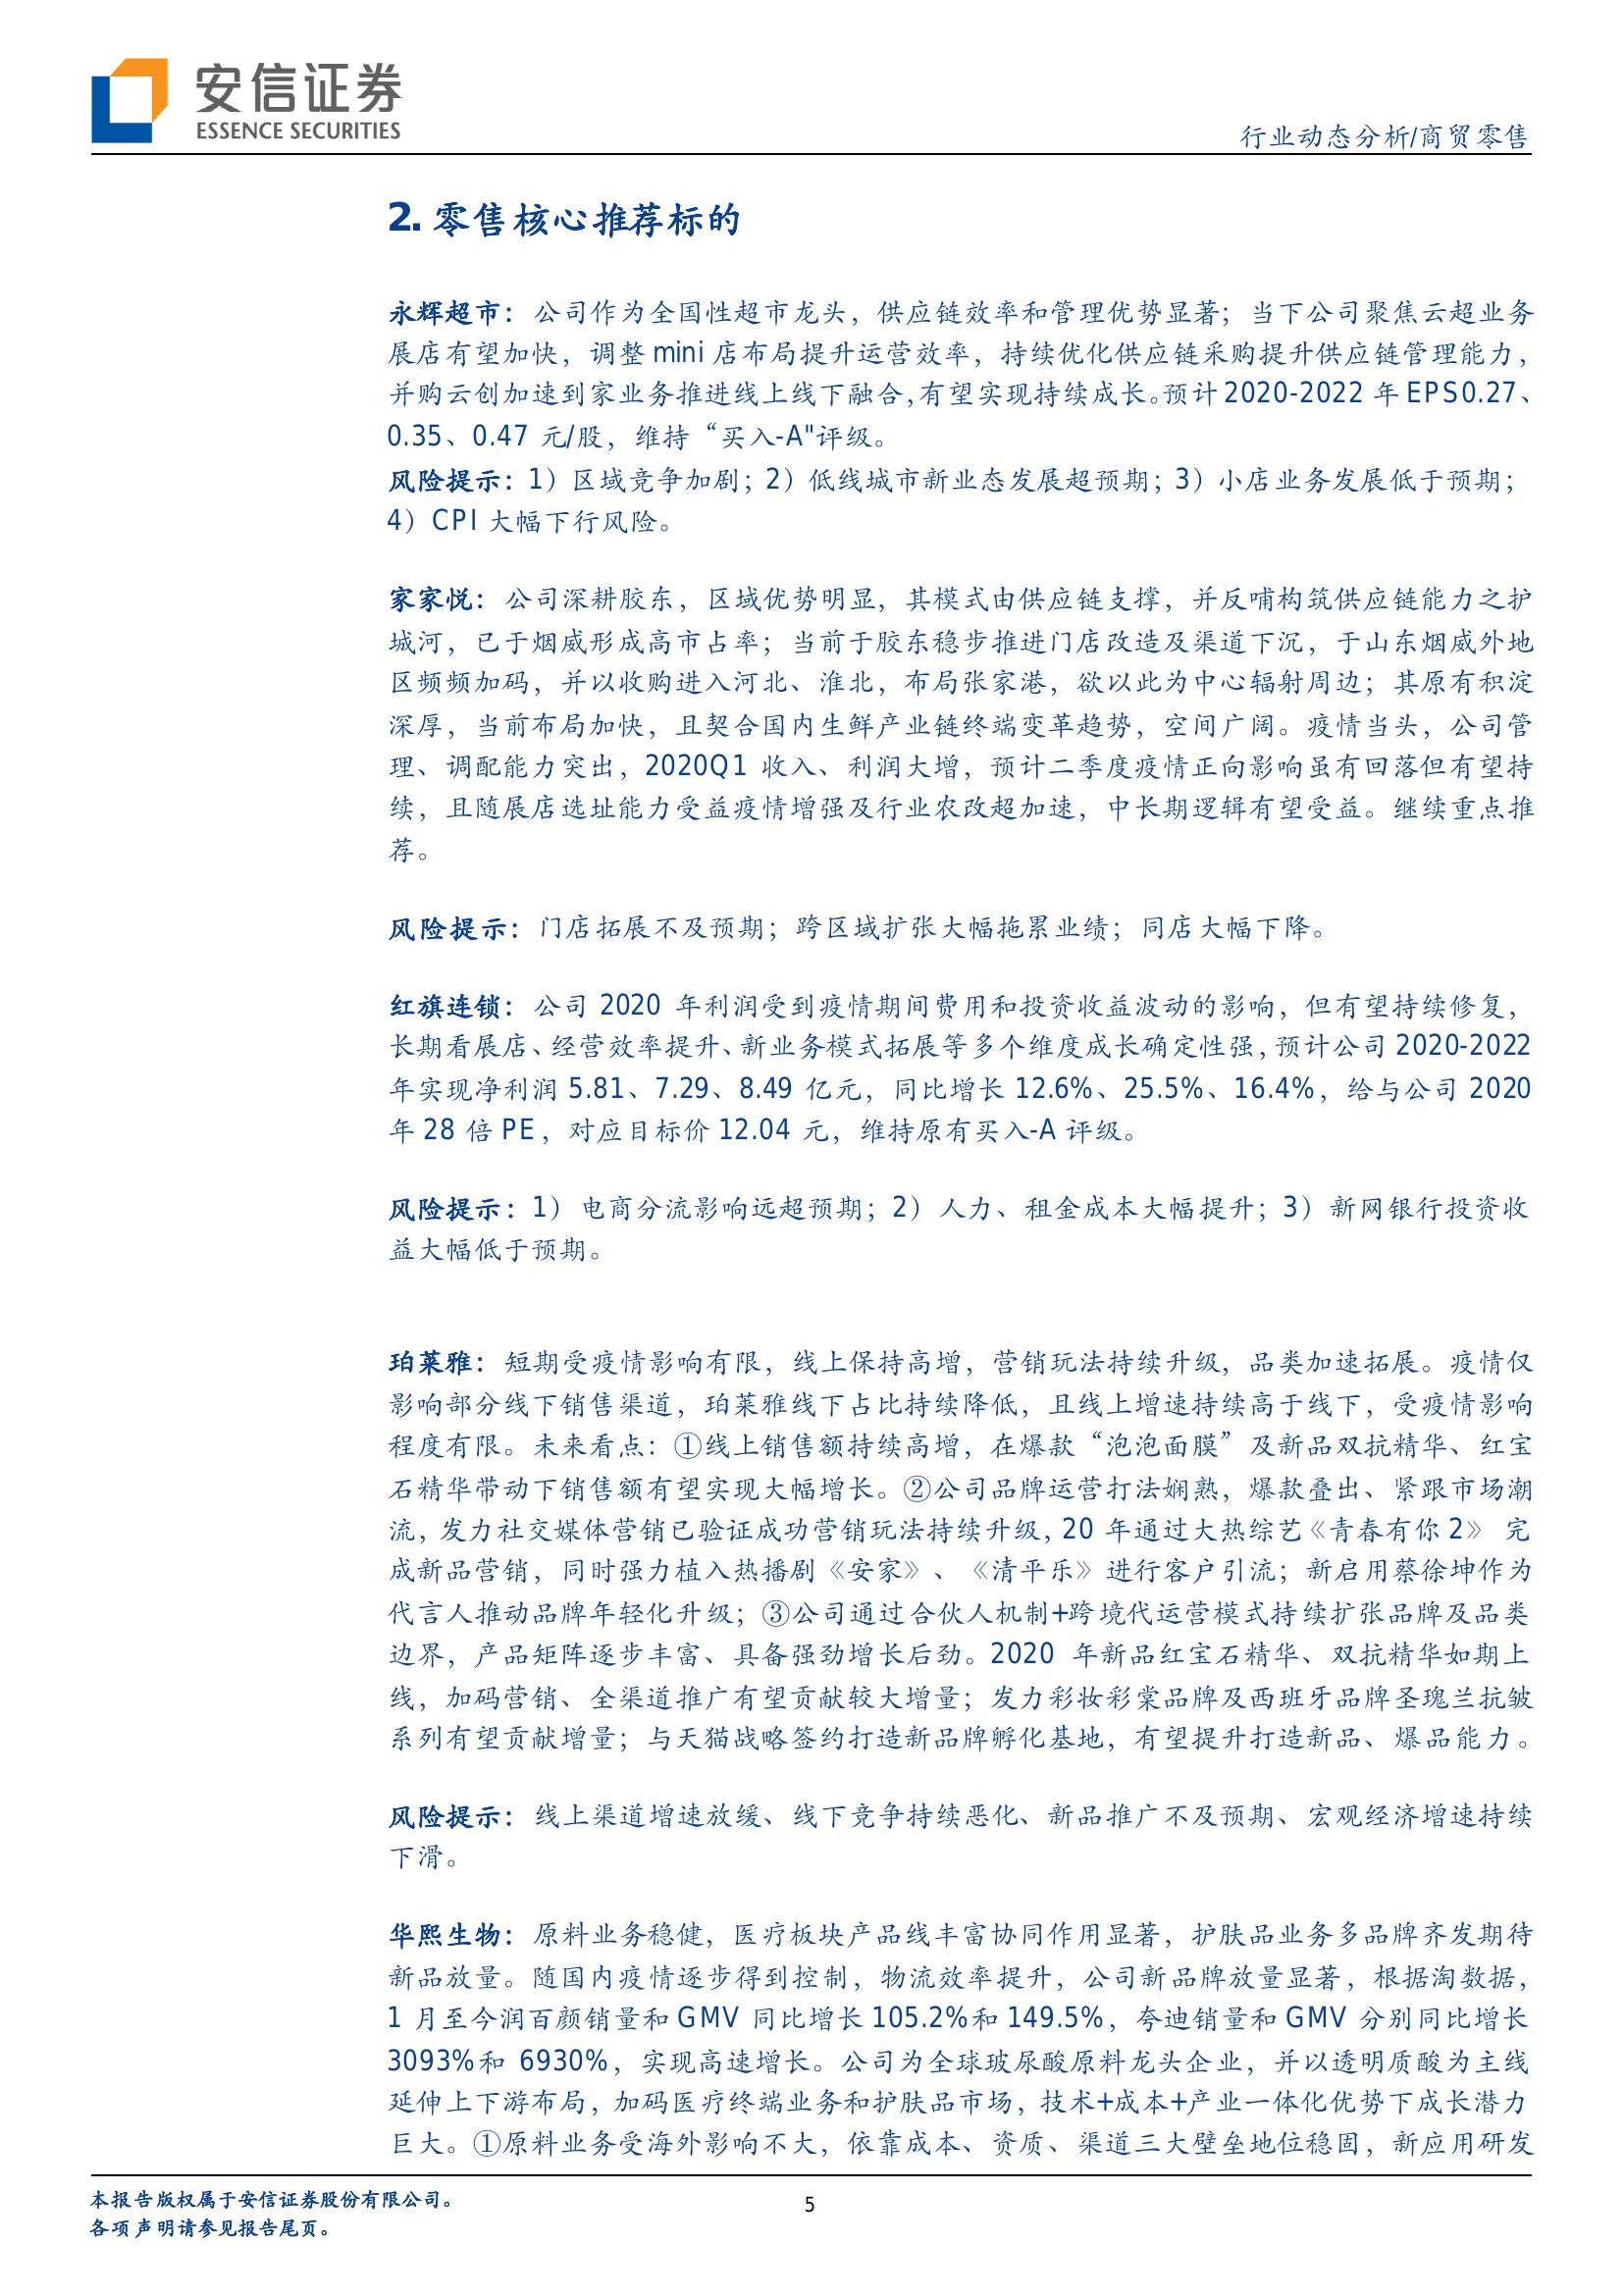 安信证券
ESSENCE SECURITIES
行业动态分析/商贸零售
2. 零售核心推荐标的
永辉超市：公司作为全国性超市龙头，供应链效率和管理优势显著；当下公司聚焦云超业务
展店有望加快，调整 mini 店布局提升运营效率，持续优化供应链采购提升供应链管理能力，
并购云创加速到家业务推进线上线下融合,有望实现持续成长。预计 2020-2022 年 EPS0.27、
0.35、0.47 元/股，维持“买入-A"评级。
风险提示：1）区域竞争加剧；2）低线城市新业态发展超预期；3）小店业务发展低于预期；
4）CPI 大幅下行风险。
家家悦：公司深耕胶东，区域优势明显，其模式由供应链支撑，并反哺构筑供应链能力之护
城河，已于烟威形成高市占率；当前于胶东稳步推进门店改造及渠道下沉，于山东烟威外地
区频频加码，并以收购进入河北、淮北，布局张家港，欲以此为中心辐射周边；其原有积淀
深厚，当前布局加快，且契合国内生鲜产业链终端变革趋势，空间广阔。疫情当头，公司管
理、调配能力突出，2020Q1 收入、利润大增，预计二季度疫情正向影响虽有回落但有望持
续，且随展店选址能力受益疫情增强及行业农改超加速，中长期逻辑有望受益。继续重点推
荐。
风险提示：门店拓展不及预期；跨区域扩张大幅拖累业绩；同店大幅下降。
红旗连锁：公司 2020 年利润受到疫情期间费用和投资收益波动的影响，但有望持续修复，
长期看展店、经营效率提升、新业务模式拓展等多个维度成长确定性强,预计公司 2020-2022
年实现净利润 5.81、7.29、8.49 亿元，同比增长 12.6%、25.5%、16.4%，给与公司 2020
年 28 倍 PE，对应目标价 12.04 元，维持原有买入-A 评级。
风险提示：1） 电商分流影响远超预期；2） 人力、租金成本大幅提升；3） 新网银行投资收
益大幅低于预期。
珀莱雅：短期受疫情影响有限，线上保持高增，营销玩法持续升级，品类加速拓展。疫情仅
影响部分线下销售渠道，珀莱雅线下占比持续降低，且线上增速持续高于线下，受疫情影响
程度有限。未来看点：①线上销售额持续高增，在爆款“泡泡面膜”及新品双抗精华、红宝
石精华带动下销售额有望实现大幅增长。②公司品牌运营打法娴熟，爆款叠出、紧跟市场潮
流,发力社交媒体营销已验证成功营销玩法持续升级,20 年通过大热综艺《青春有你 2》 完
成新品营销，同时强力植入热播剧《安家》、《清平乐》进行客户引流；新启用蔡徐坤作为
代言人推动品牌年轻化升级；③公司通过合伙人机制+跨境代运营模式持续扩张品牌及品类
边界，产品矩阵逐步丰富、具备强劲增长后劲。2020 年新品红宝石精华、双抗精华如期上
线，加码营销、全渠道推广有望贡献较大增量；发力彩妆彩棠品牌及西班牙品牌圣瑰兰抗皱
系列有望贡献增量；与天猫战略签约打造新品牌孵化基地，有望提升打造新品、爆品能力。
风险提示：线上渠道增速放缓、线下竞争持续恶化、新品推广不及预期、宏观经济增速持续
下滑。
华熙生物：原料业务稳健，医疗板块产品线丰富协同作用显著，护肤品业务多品牌齐发期待
新品放量。随国内疫情逐步得到控制，物流效率提升，公司新品牌放量显著，根据淘数据，
1 月至今润百颜销量和 GMV 同比增长 105.2%和 149.5%，夸迪销量和 GMV 分别同比增长
3093%和 6930%，实现高速增长。公司为全球玻尿酸原料龙头企业，并以透明质酸为主线
延伸上下游布局，加码医疗终端业务和护肤品市场，技术+成本+产业一体化优势下成长潜力
巨大。①原料业务受海外影响不大，依靠成本、资质、渠道三大壁垒地位稳固，新应用研发
本报告版权属于安信证券股份有限公司。
5
各项声明请参见报告尾页。